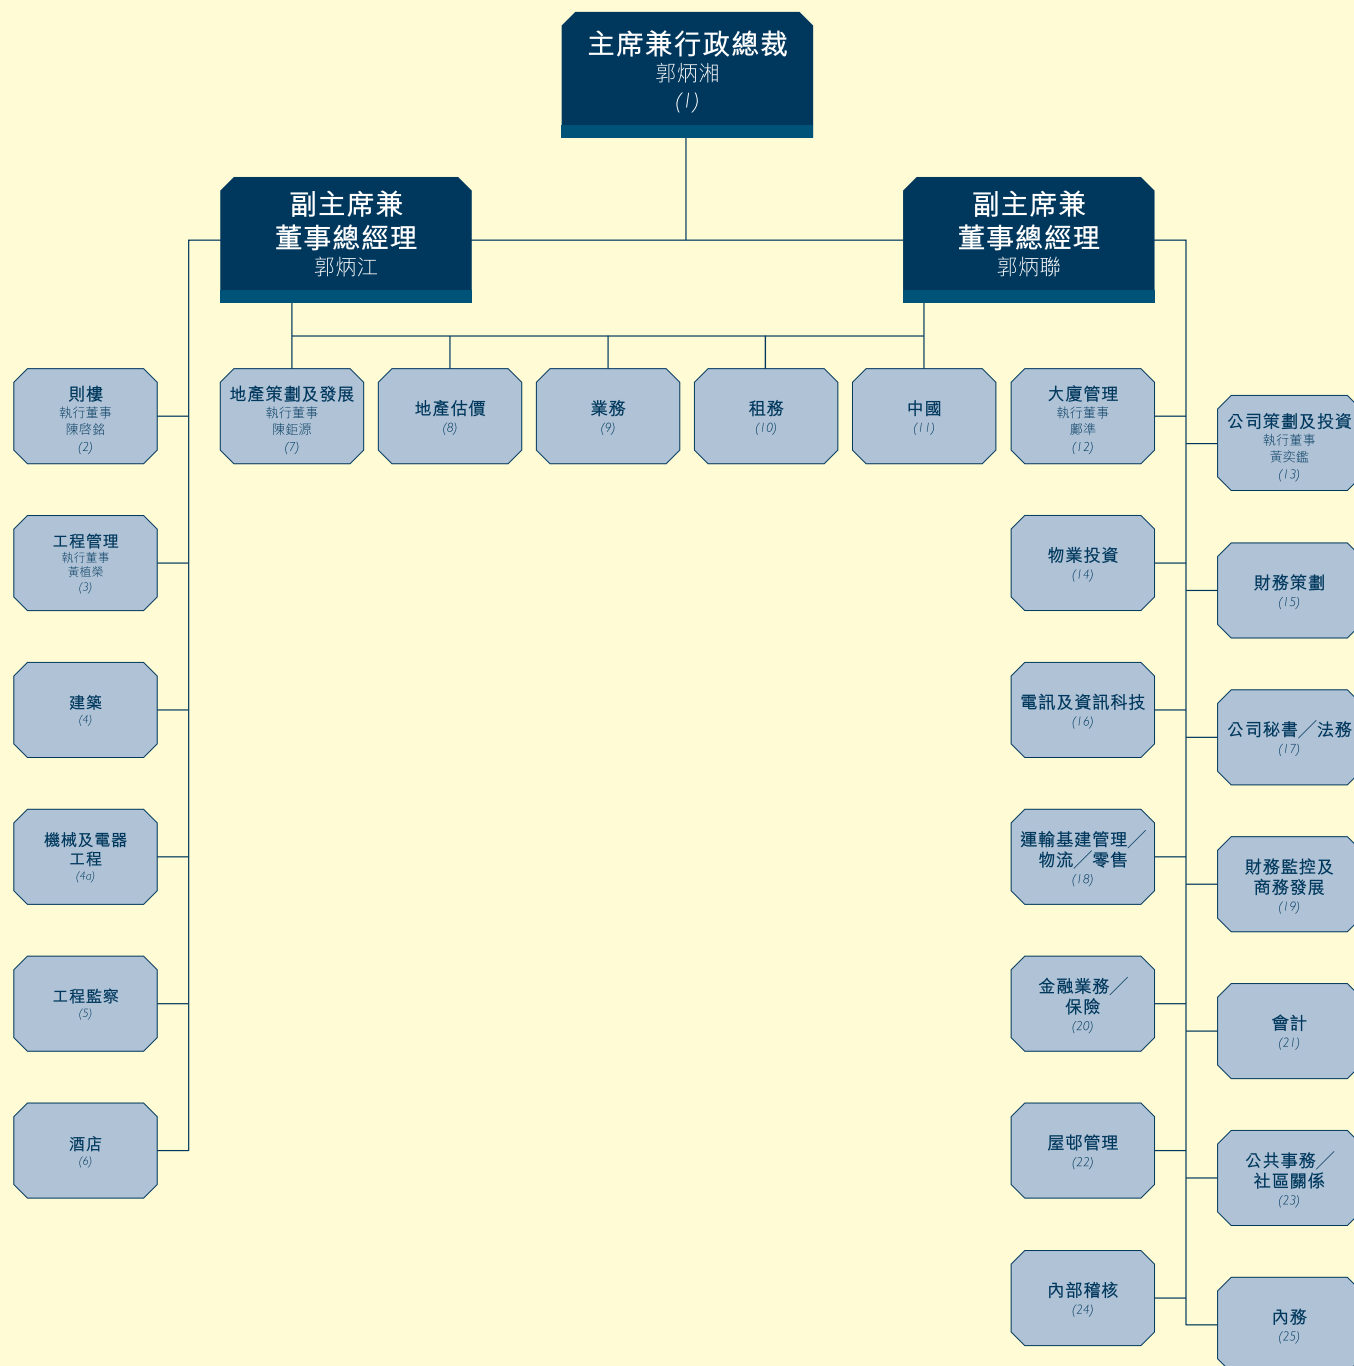 主席兼行政總裁
郭炳湘
(1)
副主席兼
董事總經理
郭炳江
副主席兼
董事總經理
郭炳聯
則樓
執行董事
陳啓銘
(2)
地產策劃及發展
執行董事
陳鉅源
(7)
地產估價
(8)
業務
(9)
租務
(10)
中國
(11)
大廈管理
執行董事
鄺準
(12)
公司策劃及投資
執行董事
黃奕鑑
(13)
工程管理
執行董事
黃植榮
(3)
物業投資
(14)
財務策劃
(15)
建築
(4)
電訊及資訊科技
(16)
公司秘書／法務
(17)
機械及電器
工程
(4a)
運輸基建管理／
物流／零售
(18)
財務監控及
商務發展
(19)
工程監察
(5)
金融業務／
保險
(20)
會計
(21)
酒店
(6)
屋邨管理
(22)
公共事務／
社區關係
(23)
內部稽核
(24)
內務
(25)